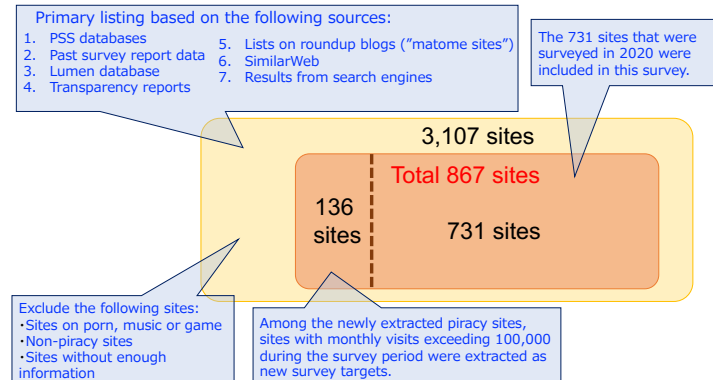 Primary listing based on the following sources:
1. PSS databases
2. Past survey report data
3. Lumen database
4. Transparency reports
5. Lists on roundup blogs (”matome sites”)
6. SimilarWeb
7. Results from search engines
The 731 sites that were
surveyed in 2020 were
included in this survey.
3,107 sites
Total 867 sites
136
sites
731 sites
Exclude the following sites:
・Sites on porn, music or game
・Non-piracy sites
・Sites without enough
information
Among the newly extracted piracy sites,
sites with monthly visits exceeding 100,000
during the survey period were extracted as
new survey targets.